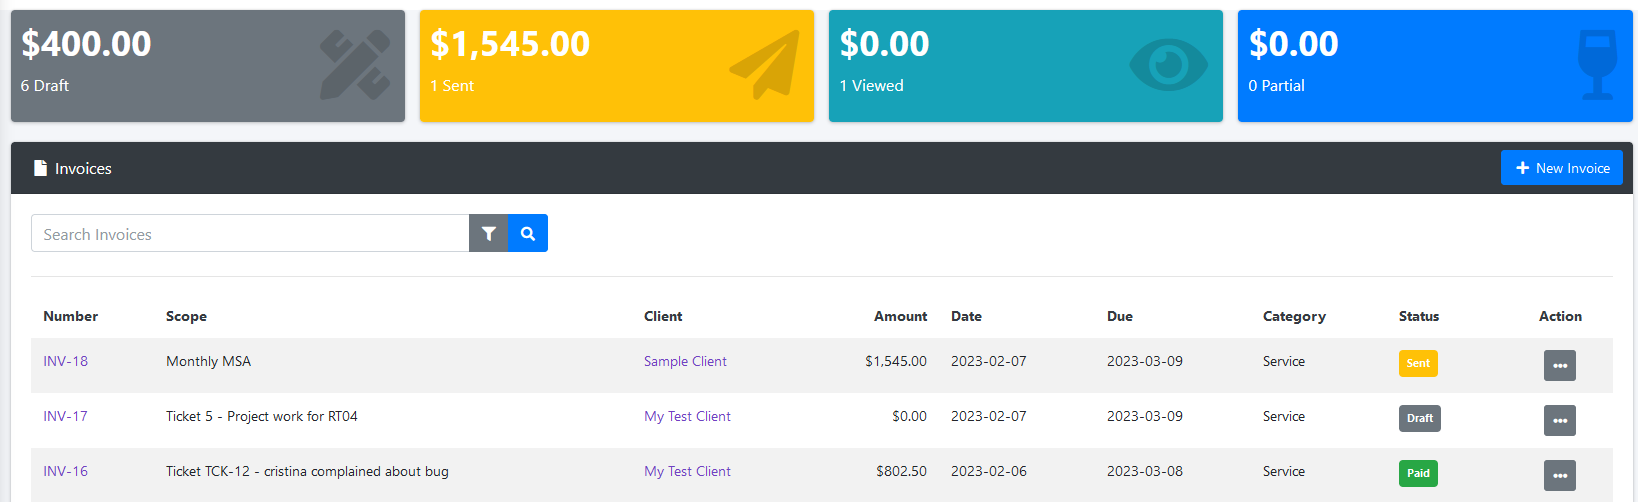 $400.00
6 Draft
$1,545.00
1 Sent
$0.00
1 Viewed
$0.00
0 Partial
Invoices
New Invoice
Search Invoices
Number Scope Client Amount Date Due Category Status Action
INV-18 Monthly MSA Sample Client $1,545.00 2023-02-07 2023-03-09 Service Sent
INV-17 Ticket 5 - Project work for RT04 My Test Client $0.00 2023-02-07 2023-03-09 Service Draft
INV-16 Ticket TCK-12 - cristina complained about bug My Test Client $802.50 2023-02-06 2023-03-08 Service Paid